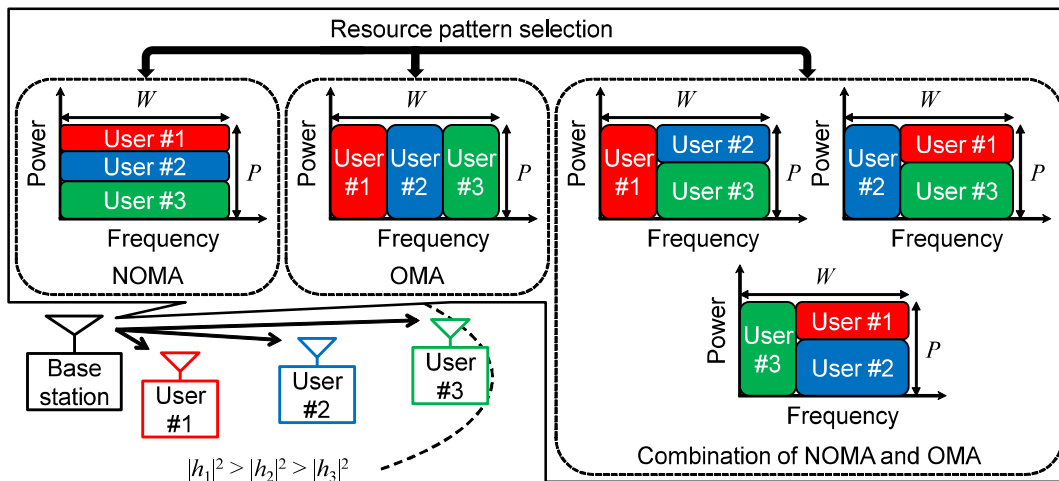 Resource pattern selection
W
Power
User #1
User #2
User #3
P
Frequency
NOMA
W
Power
User
#1
User
#2
User
#3
P
Frequency
OMA
W
Power
User
#1
User #2
User #3
P
Frequency
W
Power
User
#2
User #1
User #3
P
Frequency
W
Power
User
#3
User #1
User #2
P
Frequency
Combination of NOMA and OMA
Base
station
User
#1
User
#2
User
#3
|h₁|² > |h₂|² > |h₃|²